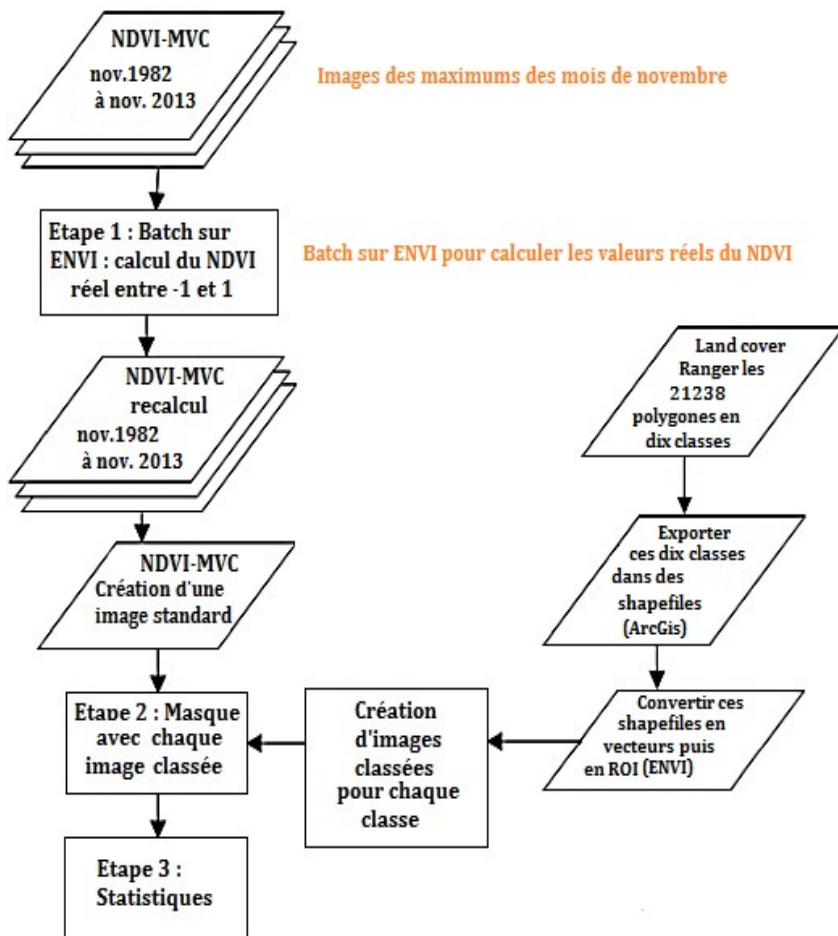 NDVI-MVC
nov.1982
à nov. 2013
Images des maximums des mois de novembre
Etape 1 : Batch sur
ENVI : calcul du NDVI
réel entre -1 et 1
Batch sur ENVI pour calculer les valeurs réels du NDVI
NDVI-MVC
recalcul
nov.1982
à nov. 2013
NDVI-MVC
Création d'une
image standard
Etape 2 : Masque
avec chaque
image classée
Etape 3 :
Statistiques
Land cover
Ranger les
21238
polygones en
dix classes
Exporter
ces dix classes
dans des
shapefiles
(ArcGis)
Convertir ces
shapefiles en
vecteurs puis
en ROI (ENVI)
Création
d'images
classées
pour chaque
classe